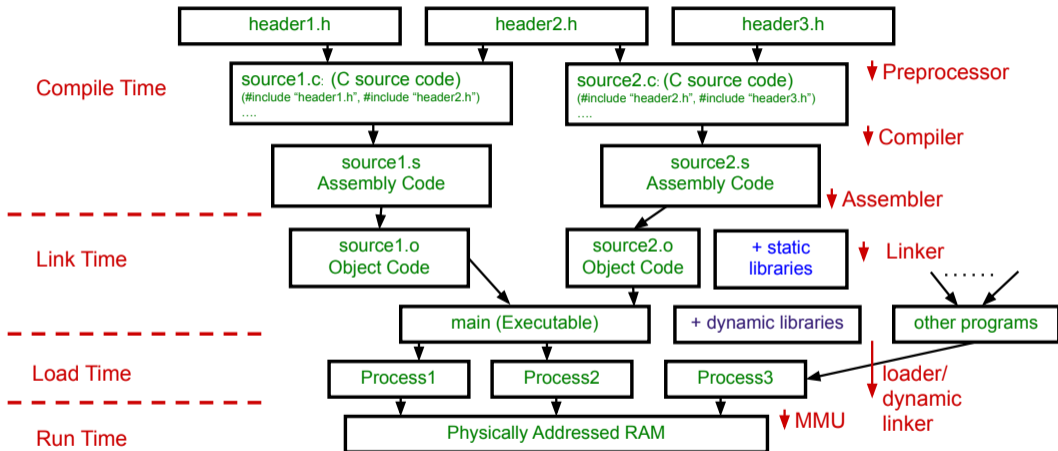 header1.h
header2.h
header3.h
Compile Time
source1.c: (C source code)
(#include “header1.h”, #include “header2.h”)
....
source2.c: (C source code)
(#include “header2.h”, #include “header3.h”)
....
Preprocessor
Compiler
source1.s
Assembly Code
source2.s
Assembly Code
Assembler
Link Time
source1.o
Object Code
source2.o
Object Code
+ static
libraries
Linker
.......
main (Executable)
+ dynamic libraries
other programs
Load Time
Process1
Process2
Process3
loader/
dynamic
linker
MMU
Run Time
Physically Addressed RAM